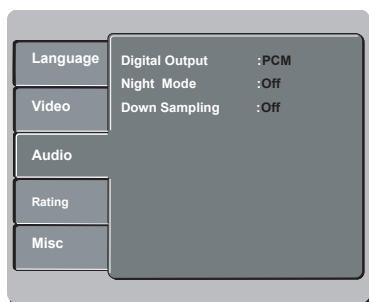 Language
Video
Audio
Rating
Misc
Digital Output :PCM
Night Mode :Off
Down Sampling :Off